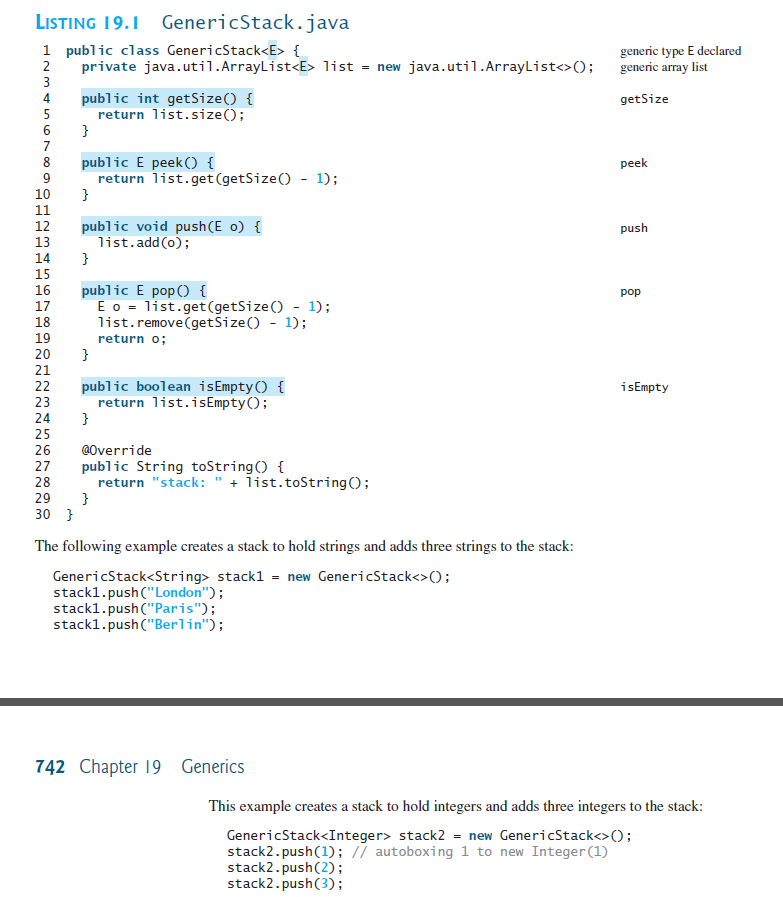 LISTING 19.1 GenericStack.java
1 public class GenericStack<E> { generic type E declared
2 private java.util.ArrayList<E> list = new java.util.ArrayList<>(); generic array list
3
4 public int getSize() { getSize
5 return list.size();
6 }
7
8 public E peek() { peek
9 return list.get(getSize() - 1);
10 }
11
12 public void push(E o) { push
13 list.add(o);
14 }
15
16 public E pop() { pop
17 E o = list.get(getSize() - 1);
18 list.remove(getSize() - 1);
19 return o;
20 }
21
22 public boolean isEmpty() { isEmpty
23 return list.isEmpty();
24 }
25
26 @Override
27 public String toString() {
28 return "stack: " + list.toString();
29 }
30 }
The following example creates a stack to hold strings and adds three strings to the stack:
GenericStack<String> stack1 = new GenericStack<>();
stack1.push("London");
stack1.push("Paris");
stack1.push("Berlin");
742 Chapter 19 Generics
This example creates a stack to hold integers and adds three integers to the stack:
GenericStack<Integer> stack2 = new GenericStack<>();
stack2.push(1); // autoboxing 1 to new Integer(1)
stack2.push(2);
stack2.push(3);